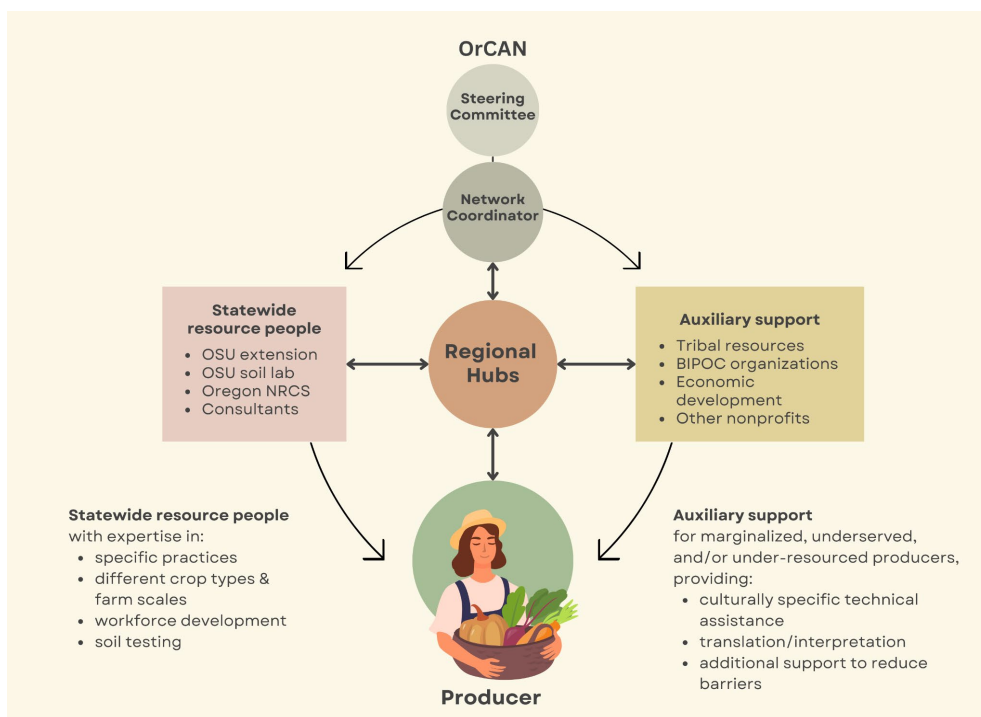 OrCAN
Steering
Committee
Network
Coordinator
Statewide
resource people
• OSU extension
• OSU soil lab
• Oregon NRCS
• Consultants
Regional
Hubs
Auxiliary support
• Tribal resources
• BIPOC organizations
• Economic
development
• Other nonprofits
Statewide resource people
with expertise in:
• specific practices
• different crop types &
farm scales
• workforce development
• soil testing
Auxiliary support
for marginalized, underserved,
and/or under-resourced producers,
providing:
• culturally specific technical
assistance
• translation/interpretation
• additional support to reduce
barriers
Producer